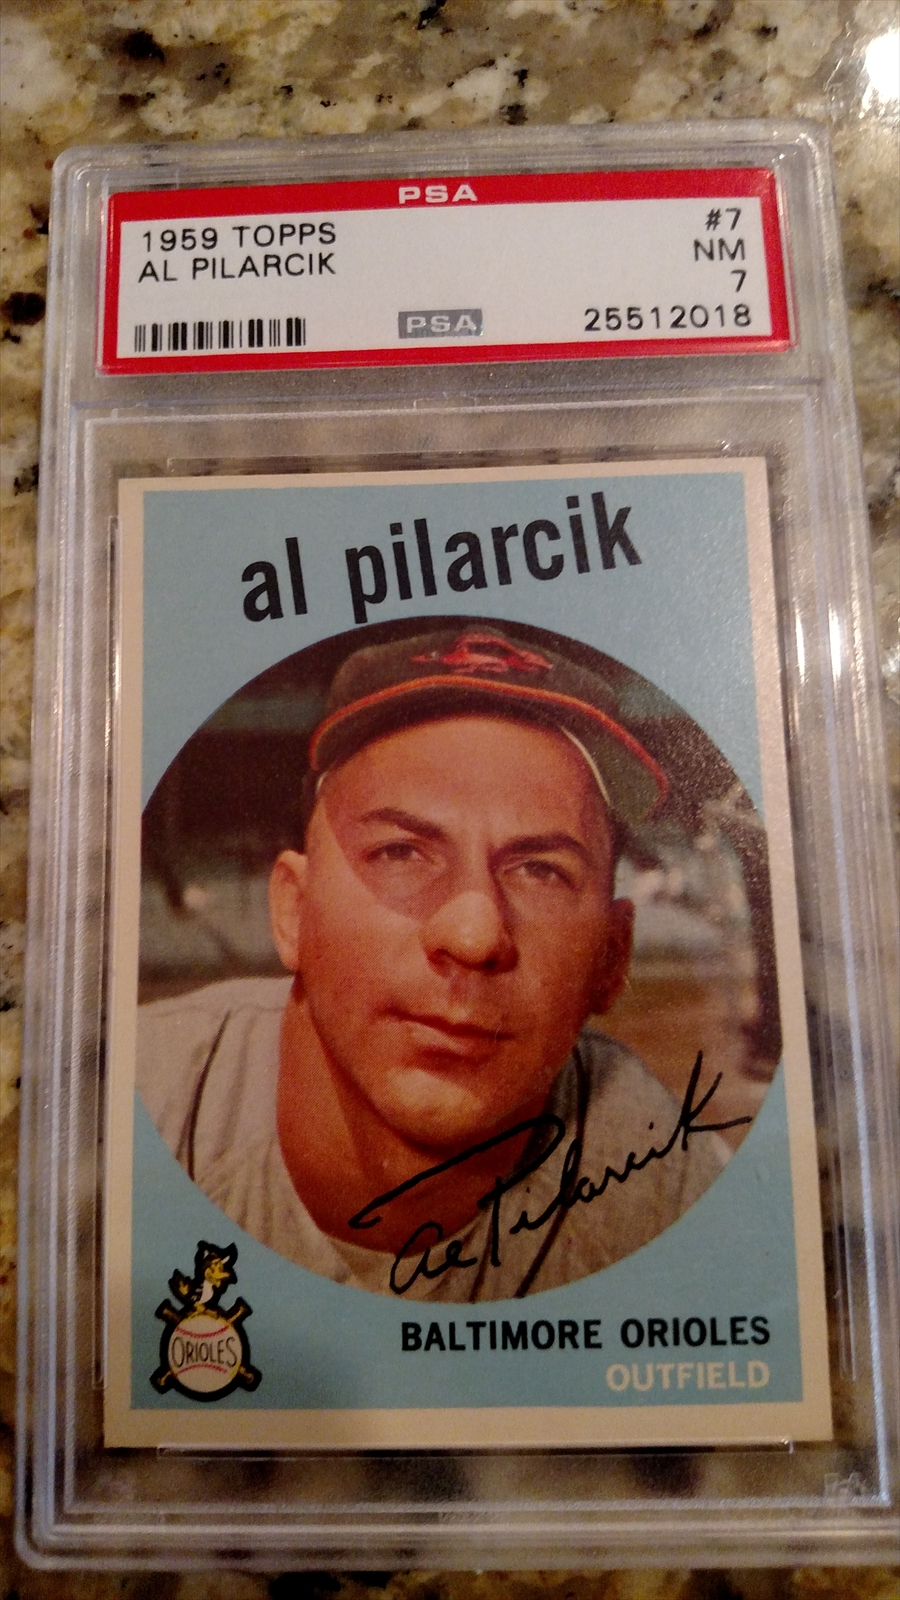 PSA
1959 TOPPS #7
AL PILARCIK NM
7
PSA 25512018
al pilarcik
Al Pilarcik
ORIOLES
BALTIMORE ORIOLES
OUTFIELD